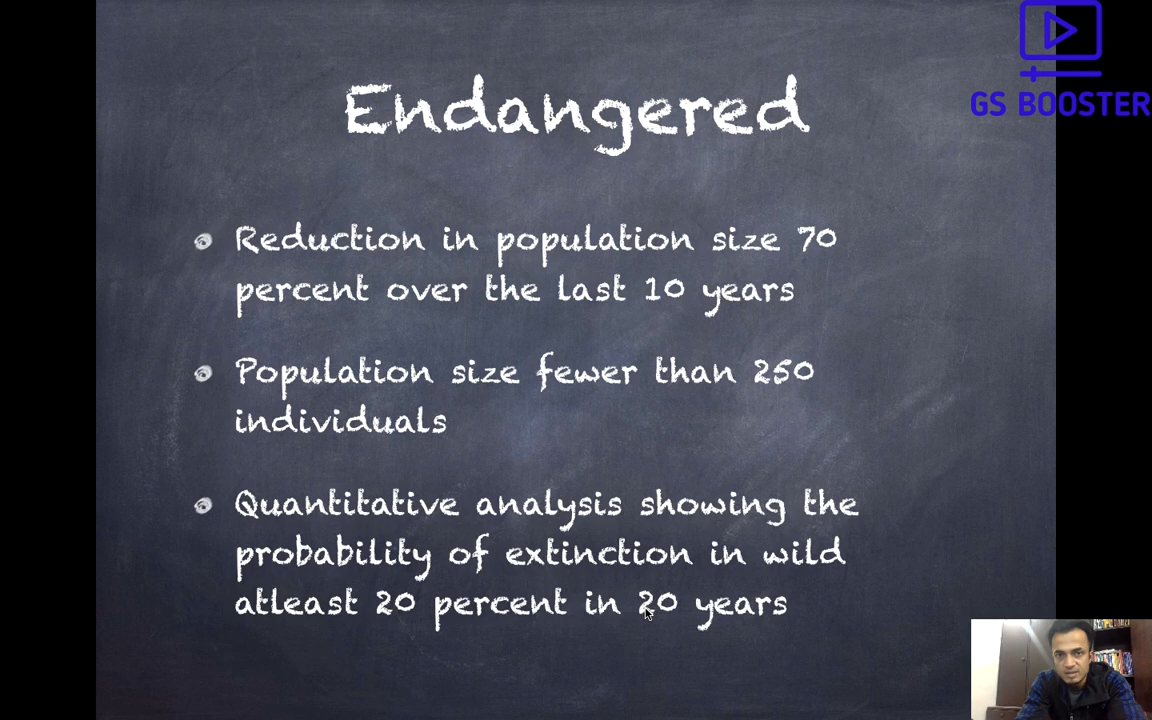 GS BOOSTER
Endangered
Reduction in population size 70
percent over the last 10 years
Population size fewer than 250
individuals
Quantitative analysis showing the
probability of extinction in wild
atleast 20 percent in 20 years